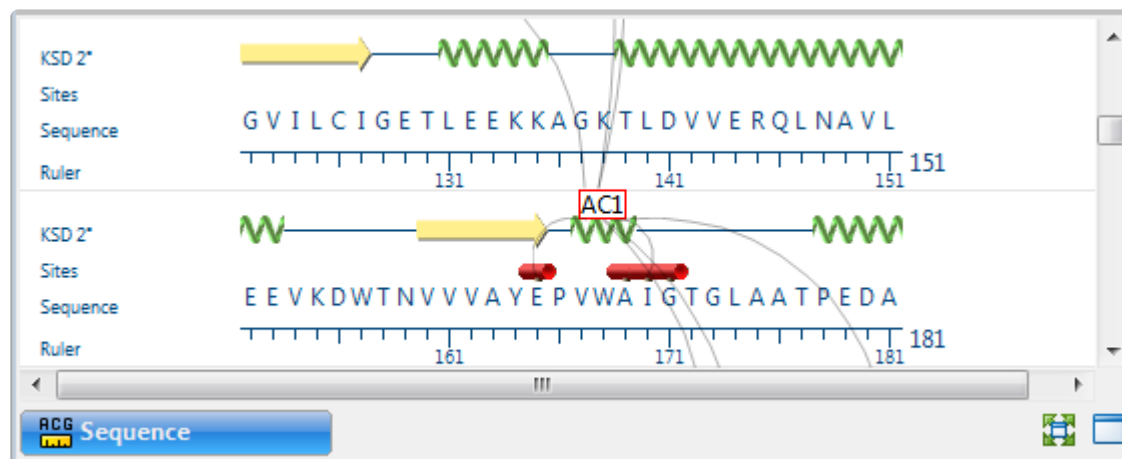 KSD 2°
Sites
Sequence G V I L C I G E T L E E K K A G K T L D V V E R Q L N A V L
Ruler 131 141 151 151
AC1
KSD 2°
Sites
Sequence E E V K D W T N V V V A Y E P V W A I G T G L A A T P E D A
Ruler 161 171 181 181
ACG Sequence